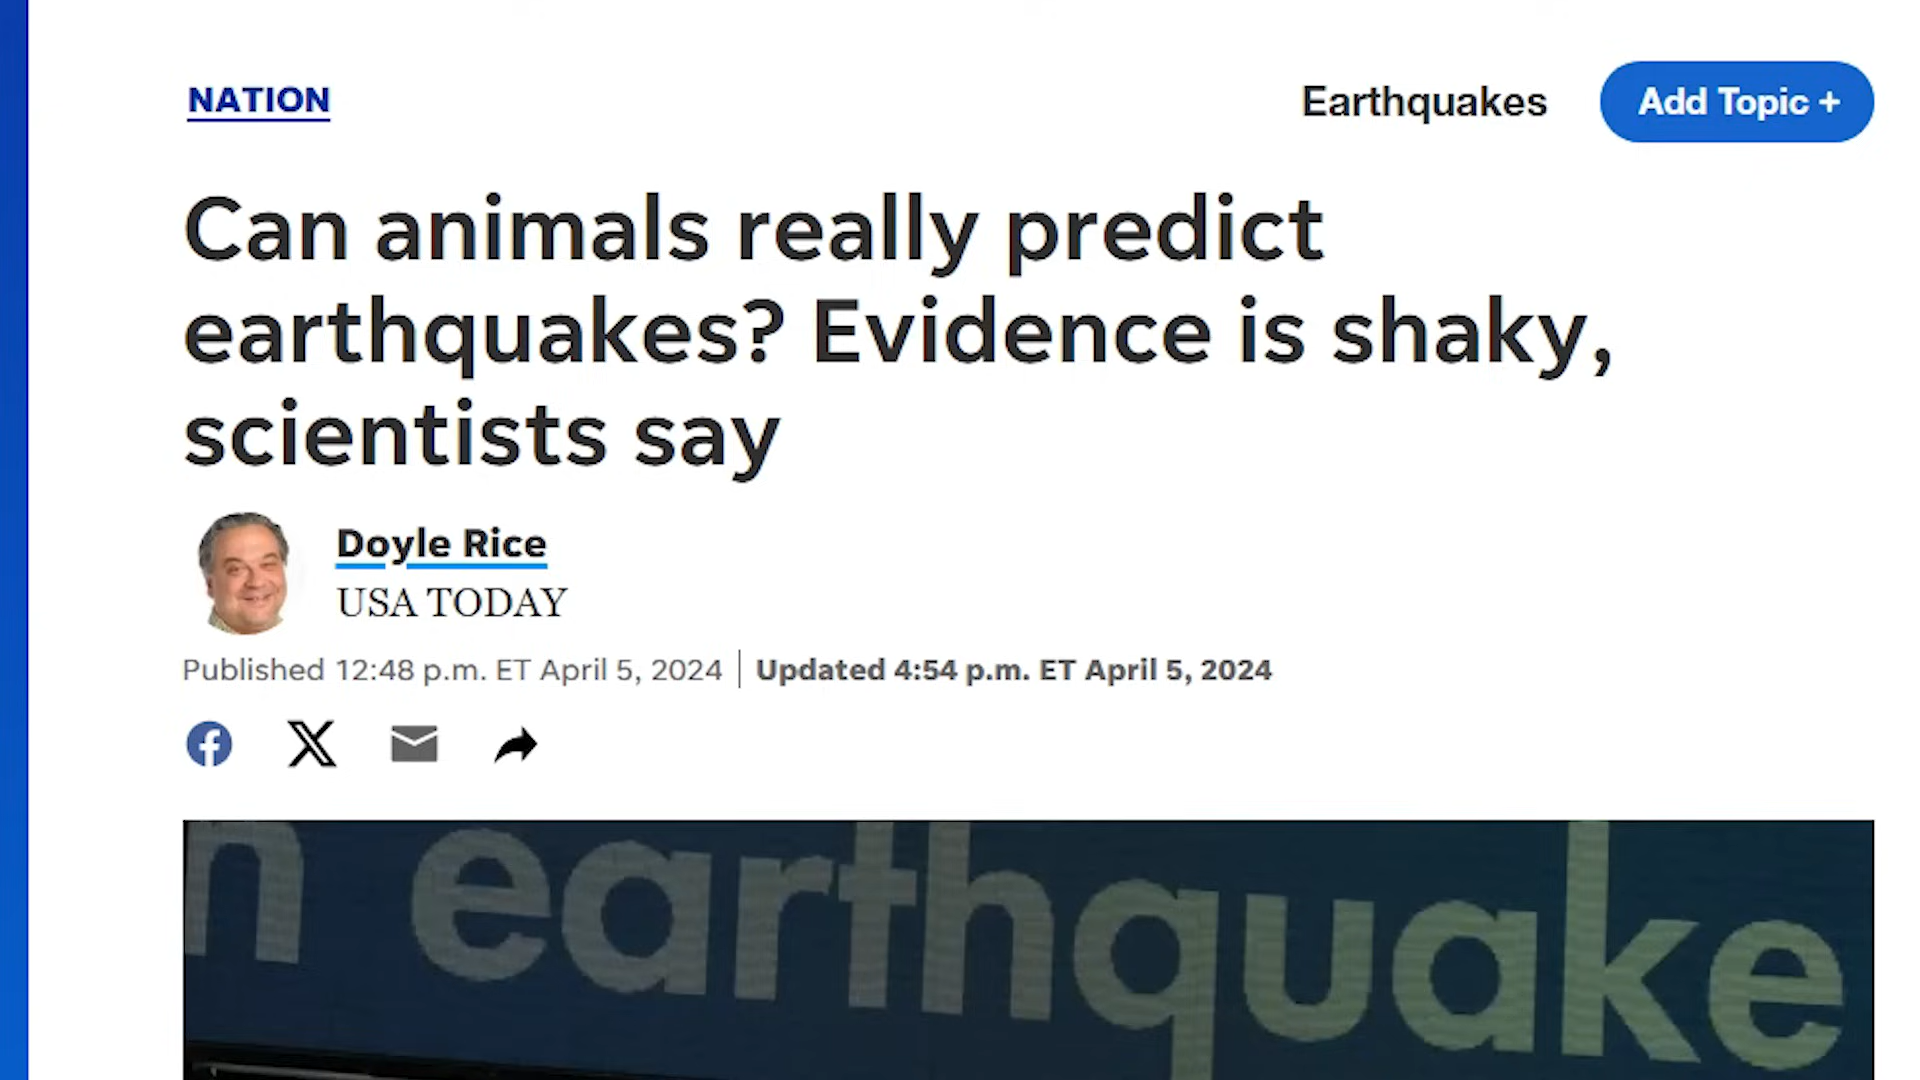 NATION
Earthquakes
Add Topic +
Can animals really predict
earthquakes? Evidence is shaky,
scientists say
Doyle Rice
USA TODAY
Published 12:48 p.m. ET April 5, 2024 | Updated 4:54 p.m. ET April 5, 2024
n earthquake